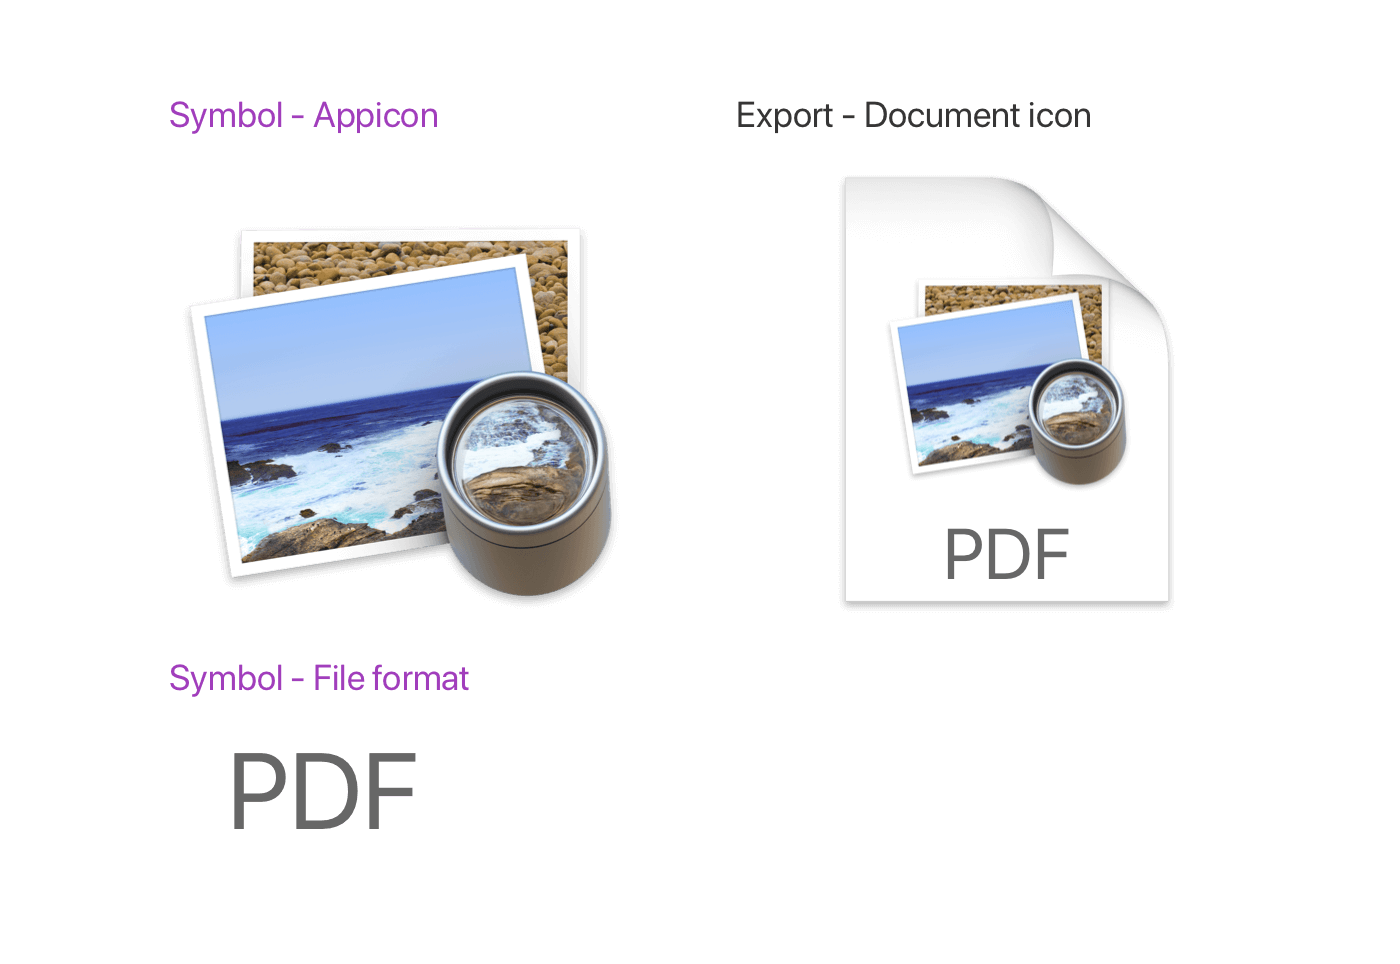 Symbol - Appicon
Export - Document icon
PDF
Symbol - File format
PDF